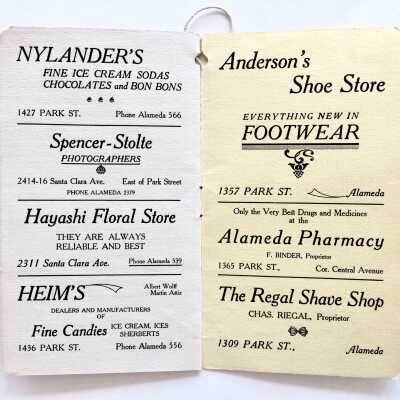 NYLANDER'S
FINE ICE CREAM SODAS
CHOCOLATES and BON BONS
1427 PARK ST. Phone Alameda 566
Spencer-Stolte
PHOTOGRAPHERS
2414-16 Santa Clara Ave. East of Park Street
PHONE ALAMEDA 2379
Hayashi Floral Store
THEY ARE ALWAYS
RELIABLE AND BEST
2311 Santa Clara Ave. Phone Alameda 539
HEIM'S Albert Wolff
Martin Attix
DEALERS AND MANUFACTURERS
OF
Fine Candies ICE CREAM, ICES
SHERBERTS
1436 PARK ST. Phone Alameda 556
Anderson's
Shoe Store
EVERYTHING NEW IN
FOOTWEAR
1357 PARK ST. Alameda
Only the Very Best Drugs and Medicines
at the
Alameda Pharmacy
F. BINDER, Proprietor
1365 PARK ST., Cor. Central Avenue
The Regal Shave Shop
CHAS. RIEGAL, Proprietor
1309 PARK ST., Alameda